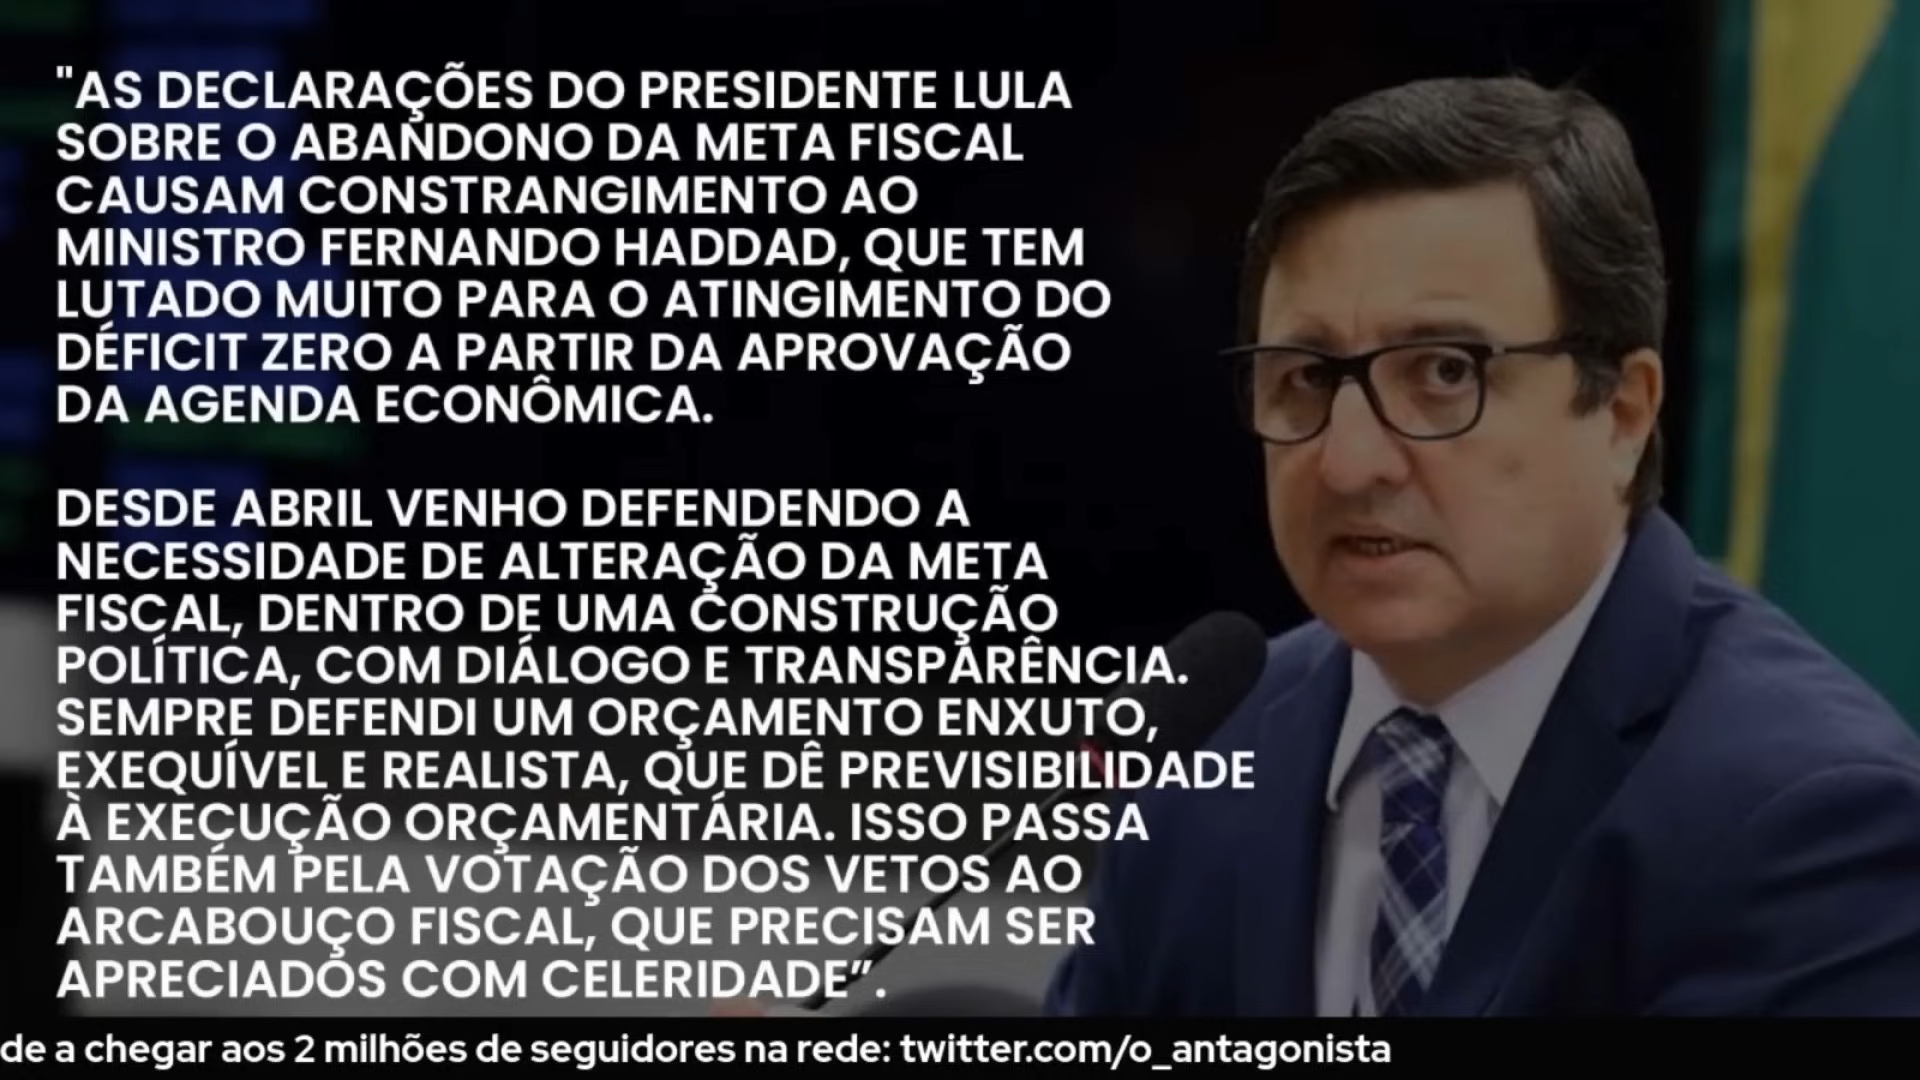 "AS DECLARAÇÕES DO PRESIDENTE LULA
SOBRE O ABANDONO DA META FISCAL
CAUSAM CONSTRANGIMENTO AO
MINISTRO FERNANDO HADDAD, QUE TEM
LUTADO MUITO PARA O ATINGIMENTO DO
DÉFICIT ZERO A PARTIR DA APROVAÇÃO
DA AGENDA ECONÔMICA.
DESDE ABRIL VENHO DEFENDENDO A
NECESSIDADE DE ALTERAÇÃO DA META
FISCAL, DENTRO DE UMA CONSTRUÇÃO
POLÍTICA, COM DIÁLOGO E TRANSPARÊNCIA.
SEMPRE DEFENDI UM ORÇAMENTO ENXUTO,
EXEQUÍVEL E REALISTA, QUE DÊ PREVISIBILIDADE
À EXECUÇÃO ORÇAMENTÁRIA. ISSO PASSA
TAMBÉM PELA VOTAÇÃO DOS VETOS AO
ARCABOUÇO FISCAL, QUE PRECISAM SER
APRECIADOS COM CELERIDADE”.
de a chegar aos 2 milhões de seguidores na rede: twitter.com/o_antagonista